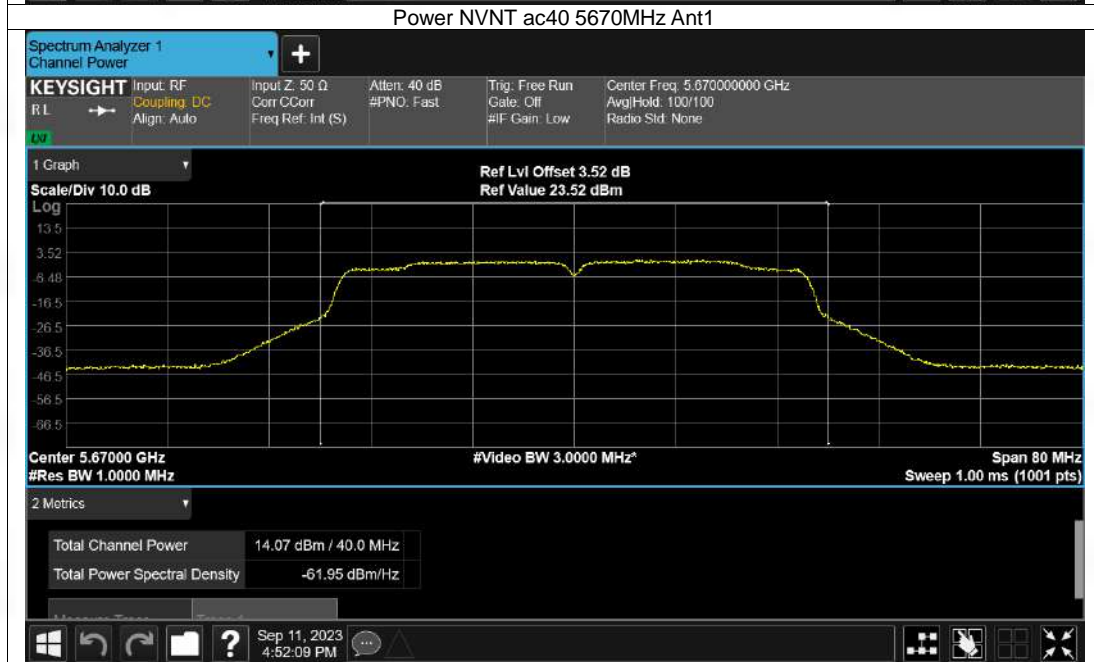 Power NVNT ac40 5670MHz Ant1
Spectrum Analyzer 1
Channel Power
+
KEYSIGHT
R L
LXI
Input: RF
Coupling: DC
Align: Auto
Input Z: 50 Ω
Corr CCorr
Freq Ref: Int (S)
Atten: 40 dB
#PNO: Fast
Trig: Free Run
Gate: Off
#IF Gain: Low
Center Freq: 5.670000000 GHz
Avg|Hold: 100/100
Radio Std: None
1 Graph
Scale/Div 10.0 dB
Ref Lvl Offset 3.52 dB
Ref Value 23.52 dBm
Log
13.5
3.52
-6.48
-16.5
-26.5
-36.5
-46.5
-56.5
-66.5
Center 5.67000 GHz
#Video BW 3.0000 MHz*
Span 80 MHz
#Res BW 1.0000 MHz
Sweep 1.00 ms (1001 pts)
2 Metrics
Total Channel Power 14.07 dBm / 40.0 MHz
Total Power Spectral Density -61.95 dBm/Hz
?
Sep 11, 2023
4:52:09 PM